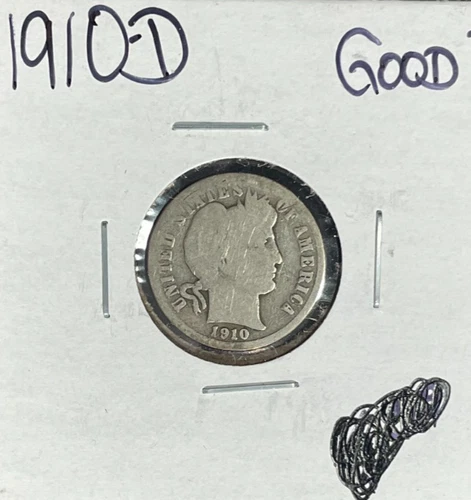 1910-D GOOD
UNITED STATES OF AMERICA
1910